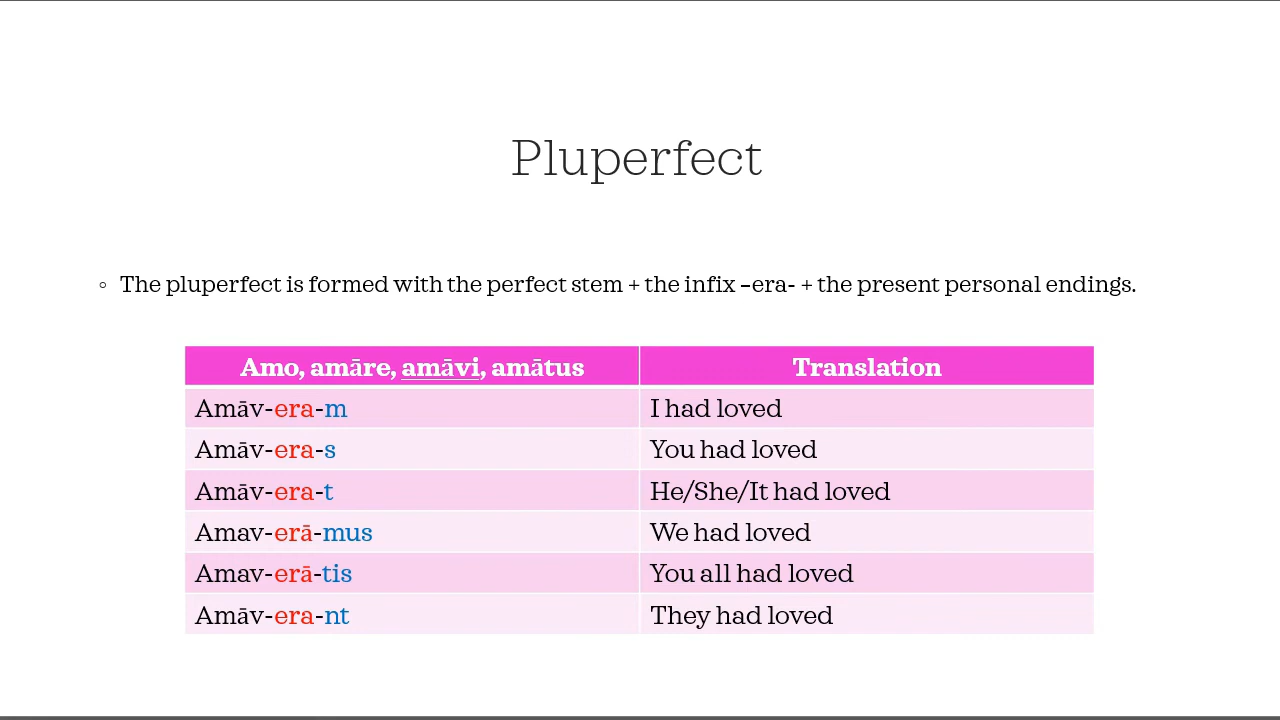 Pluperfect
◦ The pluperfect is formed with the perfect stem + the infix –era- + the present personal endings.
Amo, amāre, amāvi, amātus Translation
Amāv-era-m I had loved
Amāv-era-s You had loved
Amāv-era-t He/She/It had loved
Amav-erā-mus We had loved
Amav-erā-tis You all had loved
Amāv-era-nt They had loved